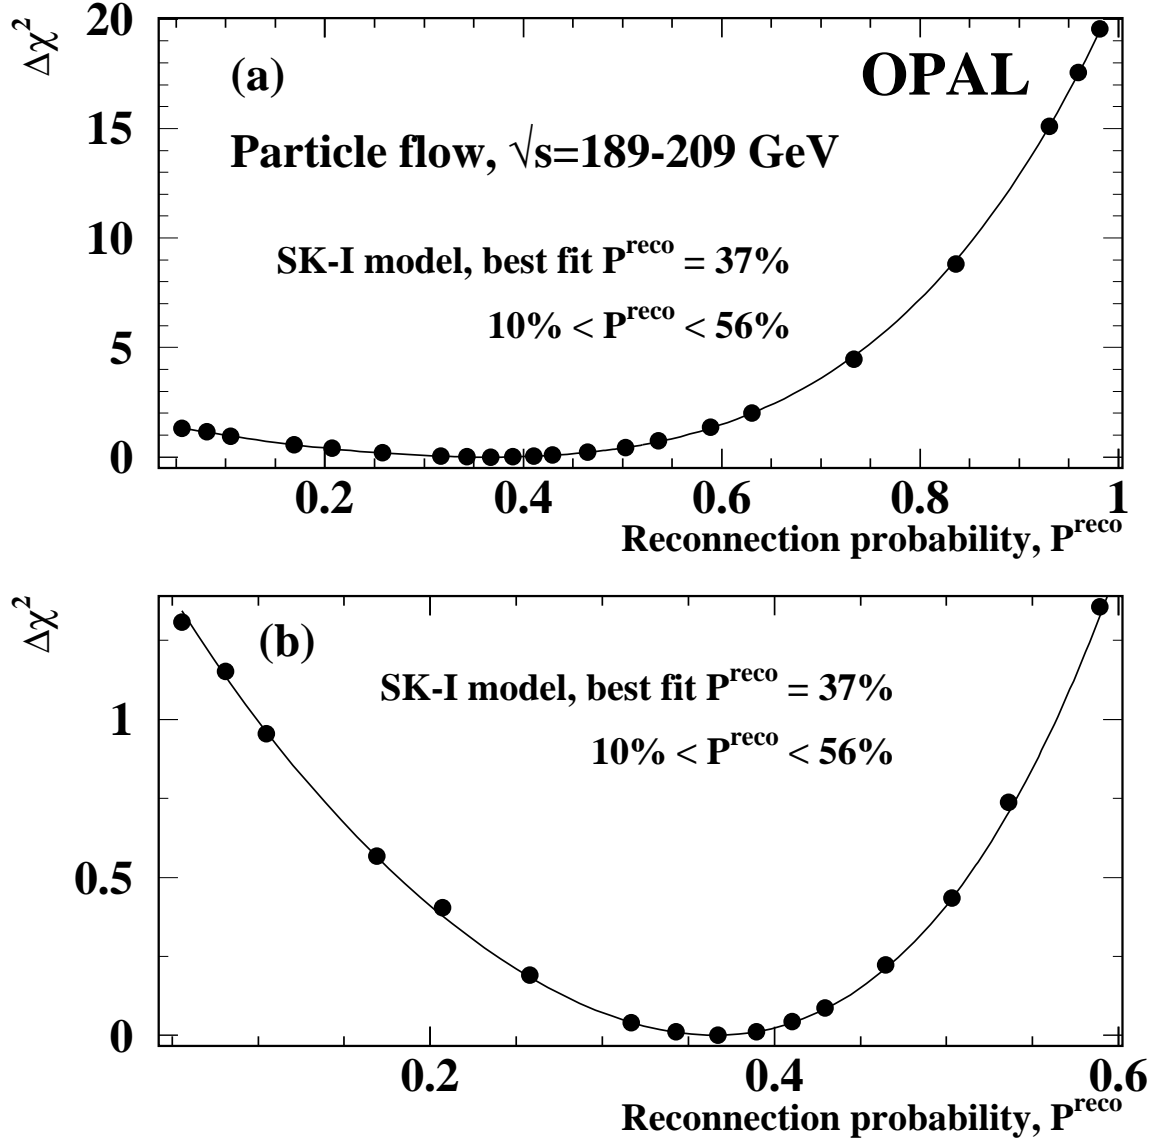 Δχ²
20
15
10
5
0
(a)
OPAL
Particle flow, √s=189-209 GeV
SK-I model, best fit P^reco = 37%
10% < P^reco < 56%
0.2 0.4 0.6 0.8 1
Reconnection probability, P^reco
Δχ²
1
0.5
0
(b)
SK-I model, best fit P^reco = 37%
10% < P^reco < 56%
0.2 0.4 0.6
Reconnection probability, P^reco